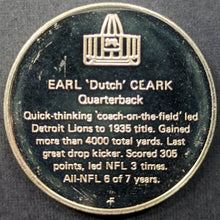 EARL 'Dutch' CLARK
Quarterback
Quick-thinking 'coach-on-the-field' led
Detroit Lions to 1935 title. Gained
more than 4000 total yards. Last
great drop kicker. Scored 305
points, led NFL 3 times.
All-NFL 6 of 7 years.